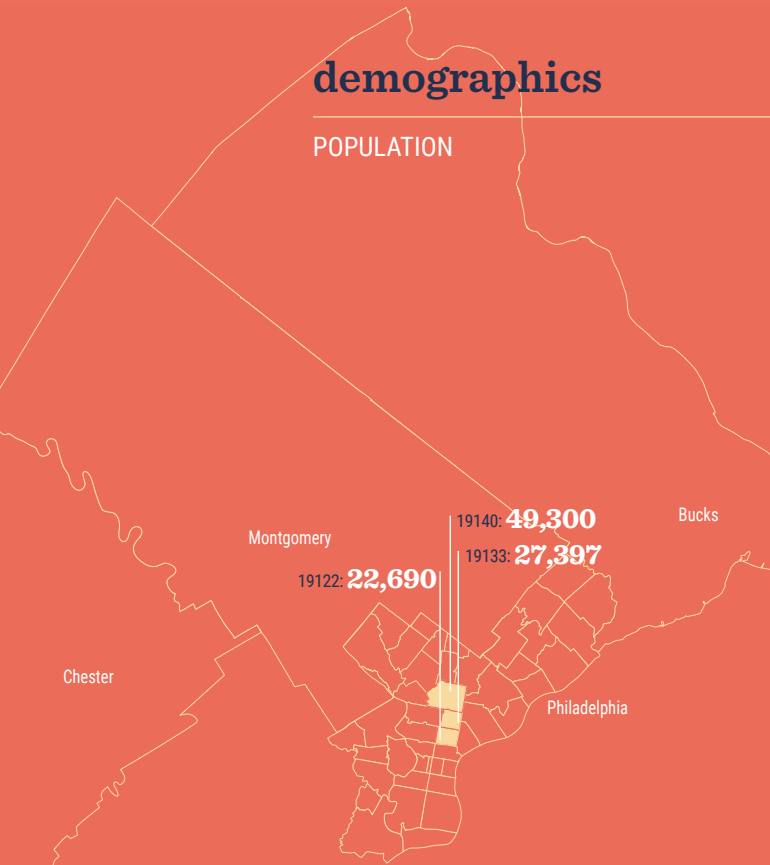 demographics
POPULATION
19140: 49,300
Bucks
Montgomery
19133: 27,397
19122: 22,690
Chester
Philadelphia